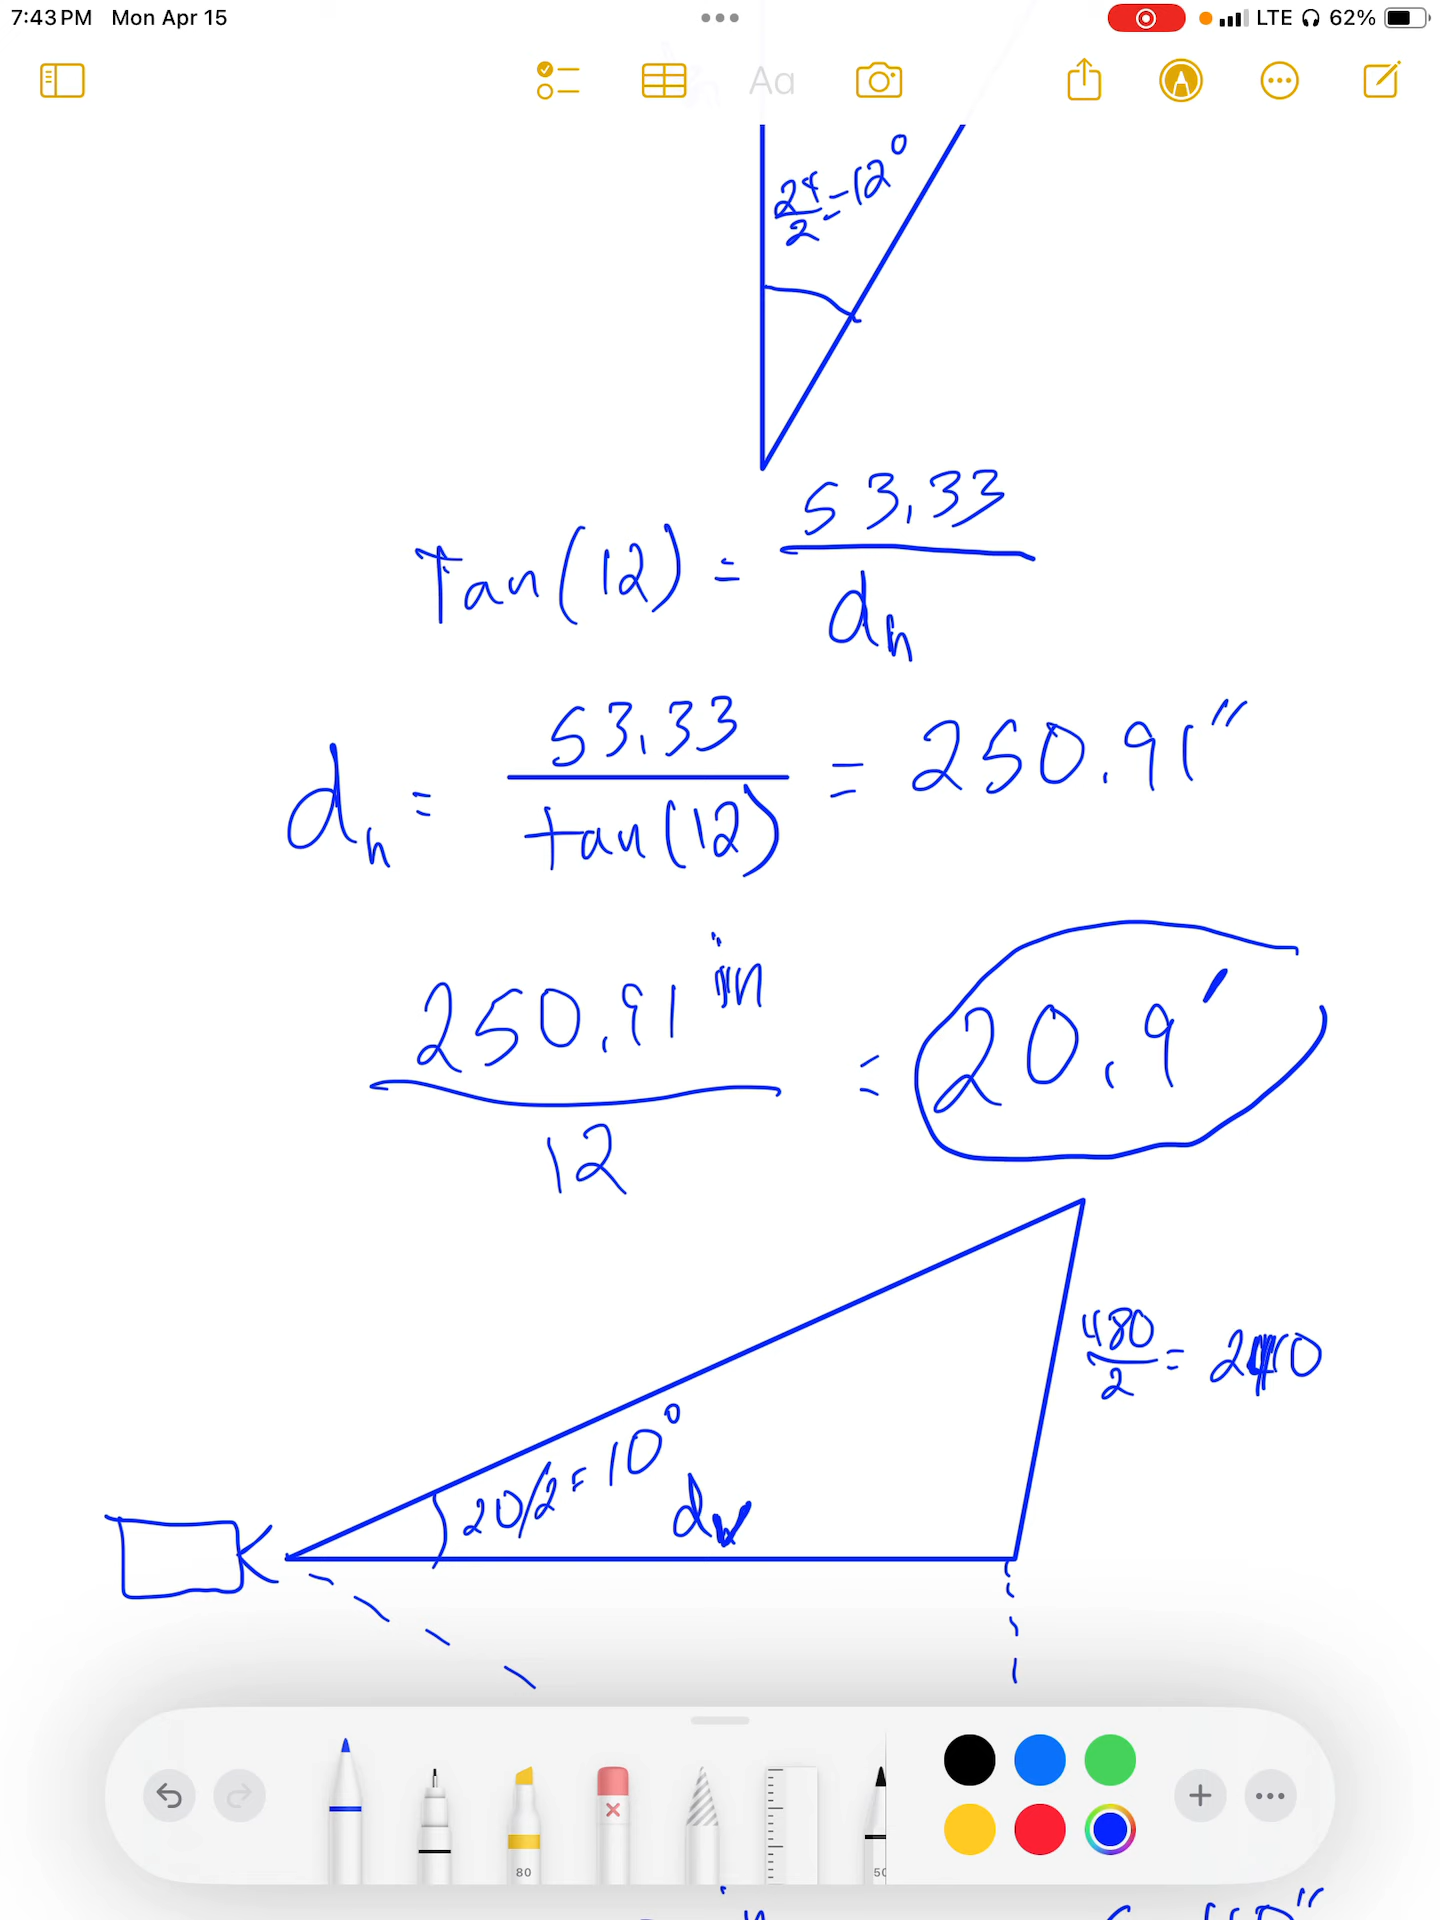 7:43 PM Mon Apr 15
LTE 62%
Aa
24/2 = 12°
Tan(12) = 53.33/dh
dh = 53.33/tan(12) = 250.91"
250.91 in/12 = 20.9'
480/2 = 240
20/2 = 10°
dv
80
50